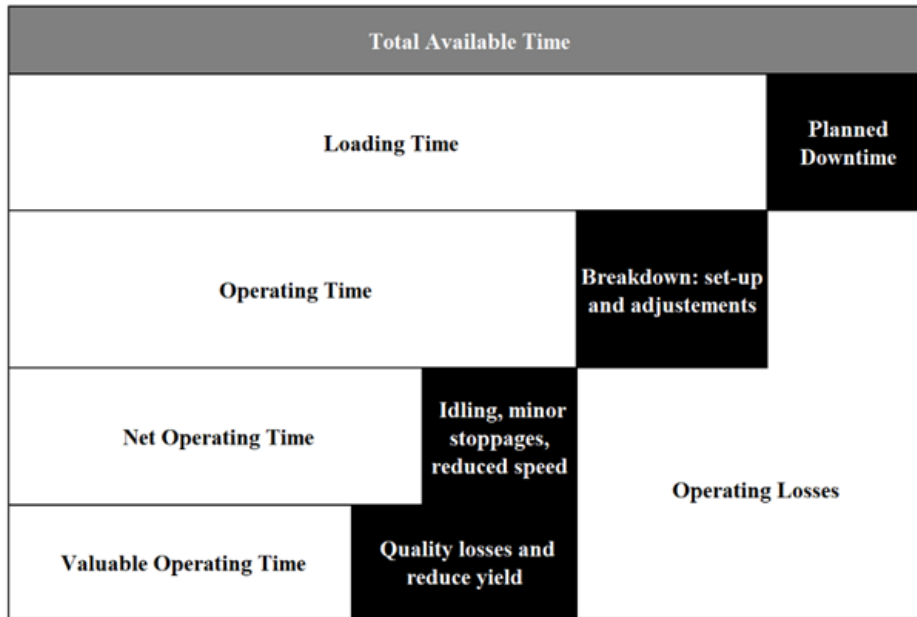 Total Available Time
Loading Time
Planned
Downtime
Operating Time
Breakdown: set-up
and adjustements
Net Operating Time
Idling, minor
stoppages,
reduced speed
Operating Losses
Valuable Operating Time
Quality losses and
reduce yield